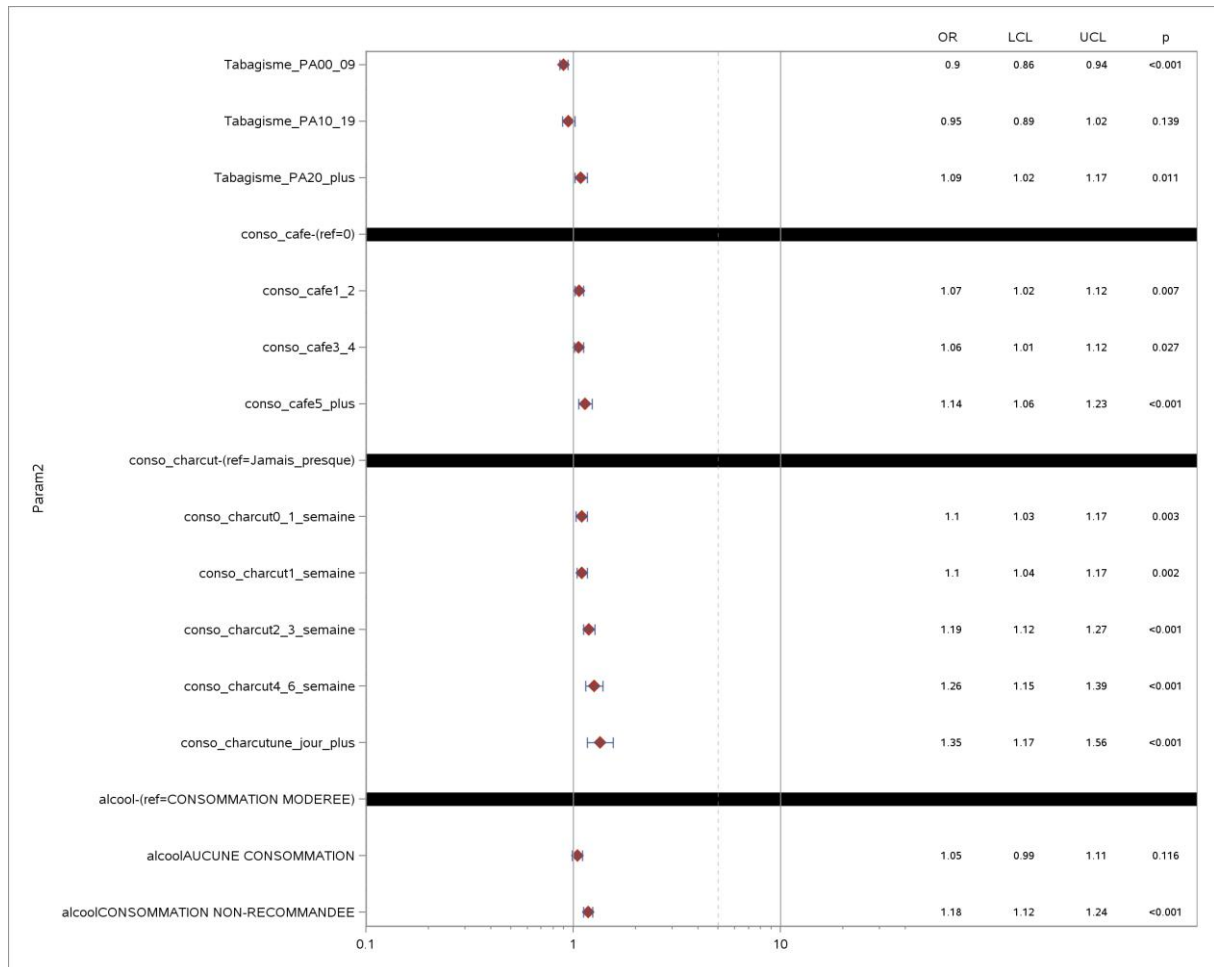 OR LCL UCL p
Tabagisme_PA00_09 0.9 0.86 0.94 <0.001
Tabagisme_PA10_19 0.95 0.89 1.02 0.139
Tabagisme_PA20_plus 1.09 1.02 1.17 0.011
conso_cafe-(ref=0)
conso_cafe1_2 1.07 1.02 1.12 0.007
conso_cafe3_4 1.06 1.01 1.12 0.027
conso_cafe5_plus 1.14 1.06 1.23 <0.001
conso_charcut-(ref=Jamais_presque)
Param2
conso_charcut0_1_semaine 1.1 1.03 1.17 0.003
conso_charcut1_semaine 1.1 1.04 1.17 0.002
conso_charcut2_3_semaine 1.19 1.12 1.27 <0.001
conso_charcut4_6_semaine 1.26 1.15 1.39 <0.001
conso_charcutune_jour_plus 1.35 1.17 1.56 <0.001
alcool-(ref=CONSOMMATION MODEREE)
alcoolAUCUNE CONSOMMATION 1.05 0.99 1.11 0.116
alcoolCONSOMMATION NON-RECOMMANDEE 1.18 1.12 1.24 <0.001
0.1 1 10